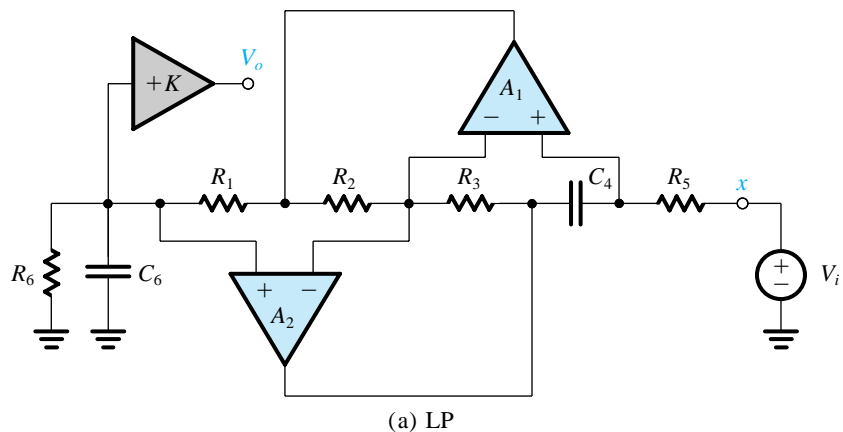 +K
V_o
A_1
− +
R_1
R_2
R_3
C_4
R_5
x
R_6
C_6
+ −
A_2
+
−
V_i
(a) LP